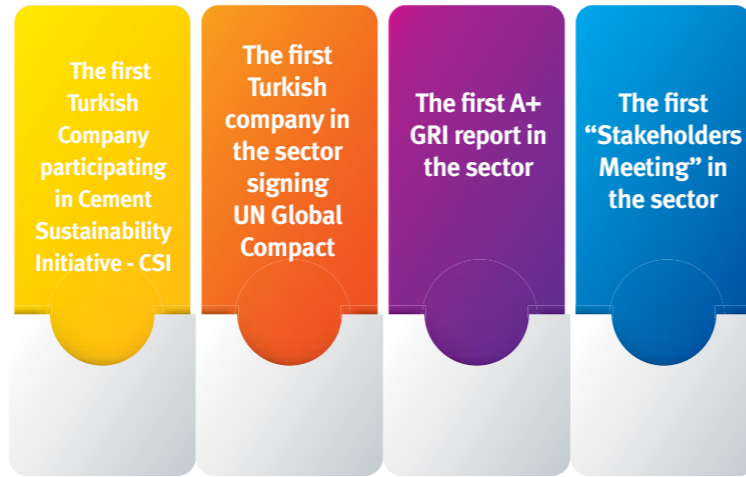 The first
Turkish
Company
participating
in Cement
Sustainability
Initiative - CSI
The first
Turkish
company in
the sector
signing
UN Global
Compact
The first A+
GRI report in
the sector
The first
“Stakeholders
Meeting” in
the sector